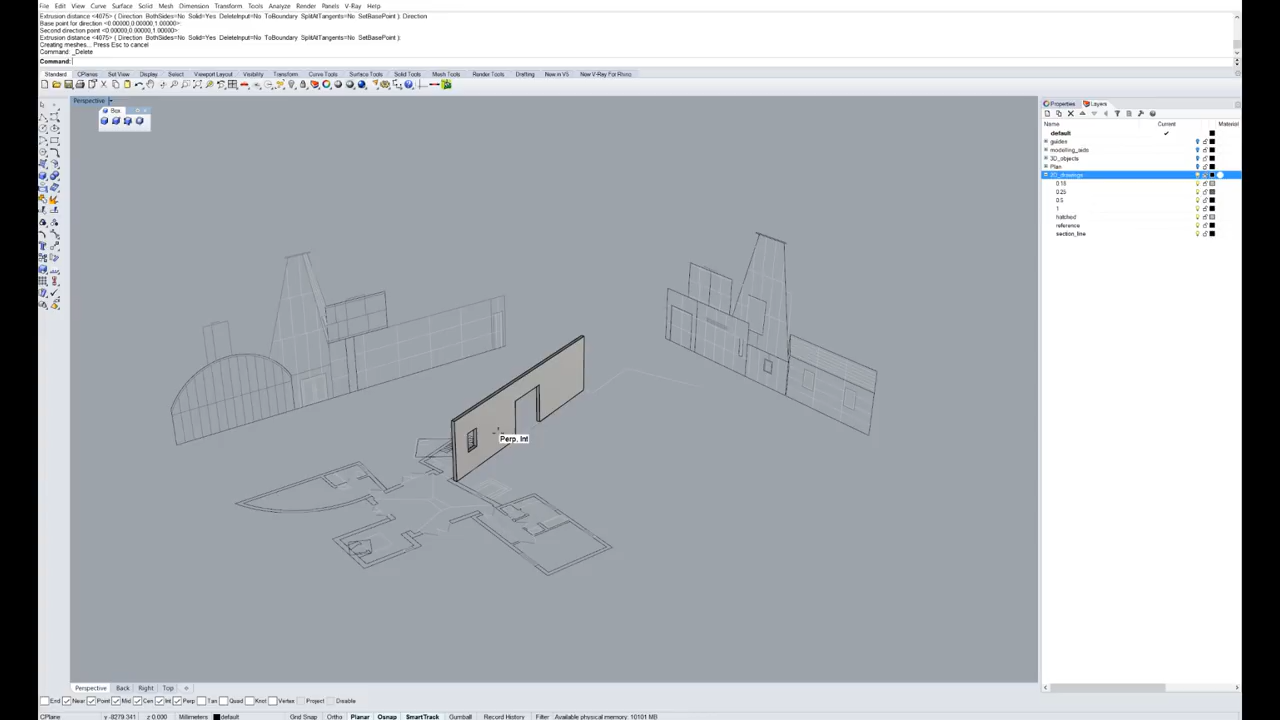 File Edit View Curve Surface Solid Mesh Dimension Transform Tools Analyze Render Panels V-Ray Help
Extrusion distance <4075> ( Direction BothSides=No Solid=Yes DeleteInput=No ToBoundary SplitAtTangents=No SetBasePoint ): Direction
Base point for direction <0.00000,0.00000,0.00000>
Second direction point <0.00000,0.00000,1.00000>
Extrusion distance <4075> ( Direction BothSides=No Solid=Yes DeleteInput=No ToBoundary SplitAtTangents=No SetBasePoint ):
Creating meshes... Press Esc to cancel
Command: _Delete
Command:
Standard CPlanes Set View Display Select Viewport Layout Visibility Transform Curve Tools Surface Tools Solid Tools Mesh Tools Render Tools Drafting New in V5 New V-Ray For Rhino
Perspective
Box
Properties Layers
Name Current Material
default
guides
modelling_aids
3D_objects
Plan
2D_drawings
0.18
0.25
0.5
1
hatched
reference
section_line
Perp, Int
Perspective Back Right Top
End Near Point Mid Cen Int Perp Tan Quad Knot Vertex Project Disable
CPlane y -8279.341 z 0.000 Millimeters default Grid Snap Ortho Planar Osnap SmartTrack Gumball Record History Filter Available physical memory: 10101 MB